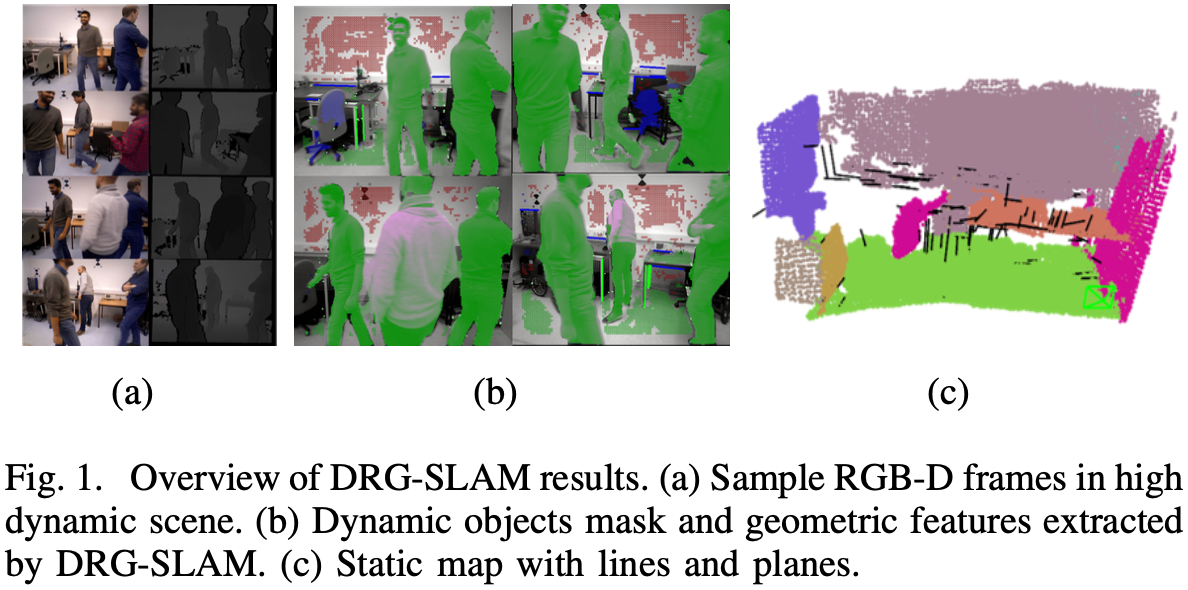 (a)
(b)
(c)
Fig. 1. Overview of DRG-SLAM results. (a) Sample RGB-D frames in high
dynamic scene. (b) Dynamic objects mask and geometric features extracted
by DRG-SLAM. (c) Static map with lines and planes.